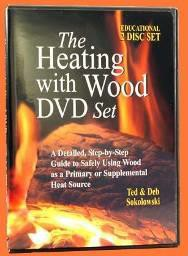 EDUCATIONAL
2 DISC SET
The
Heating
with Wood
DVD Set
A Detailed, Step-by-Step
Guide to Safely Using Wood
as a Primary or Supplemental
Heat Source
Ted & Deb
Sokolowski